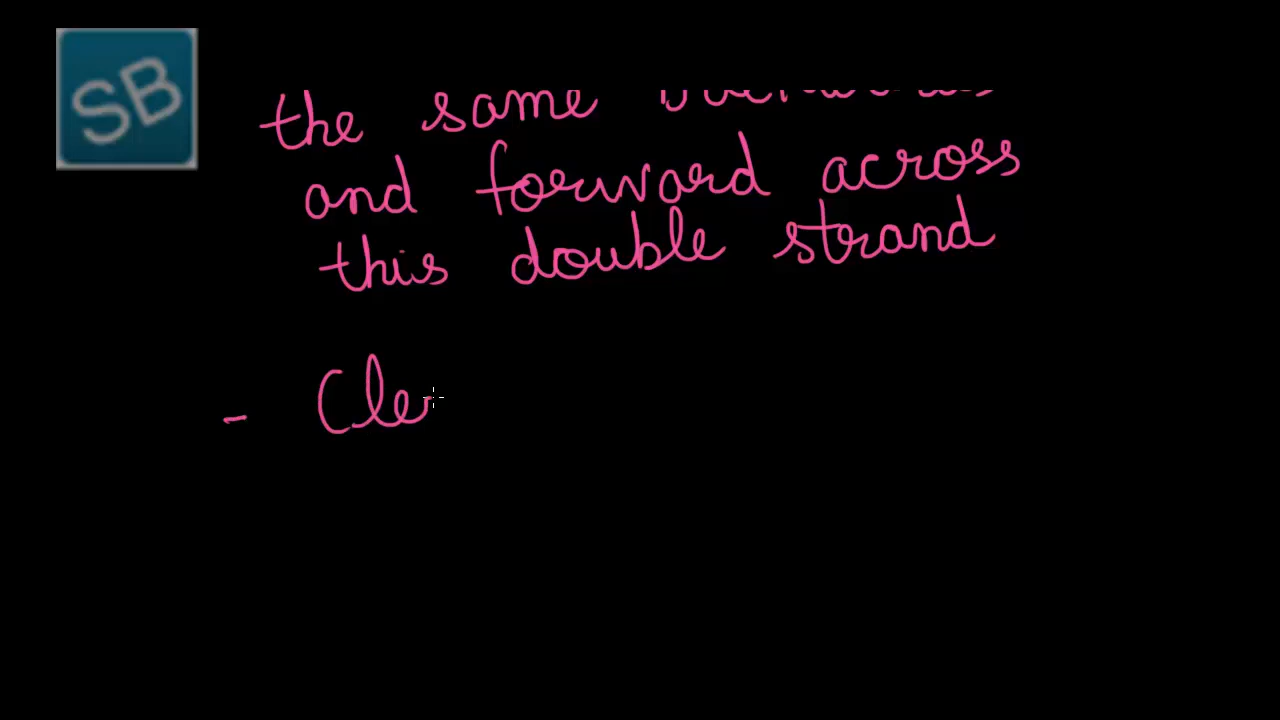 SB
the same
and forward across
this double strand
- Cle